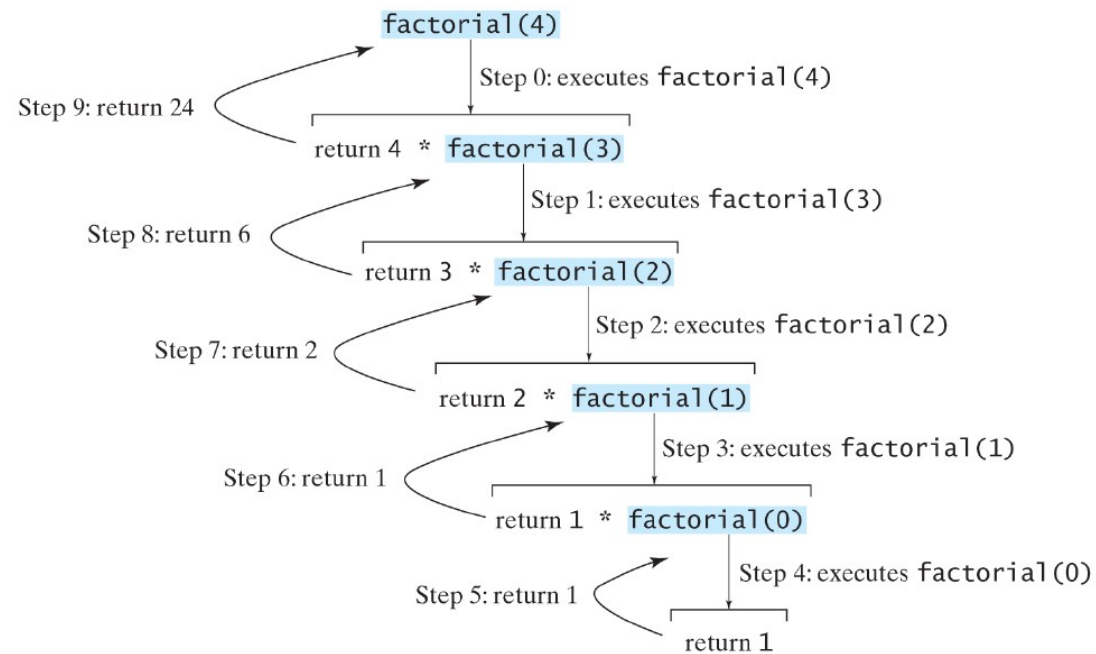 factorial(4)
Step 0: executes factorial(4)
Step 9: return 24
return 4 * factorial(3)
Step 1: executes factorial(3)
Step 8: return 6
return 3 * factorial(2)
Step 2: executes factorial(2)
Step 7: return 2
return 2 * factorial(1)
Step 3: executes factorial(1)
Step 6: return 1
return 1 * factorial(0)
Step 4: executes factorial(0)
Step 5: return 1
return 1